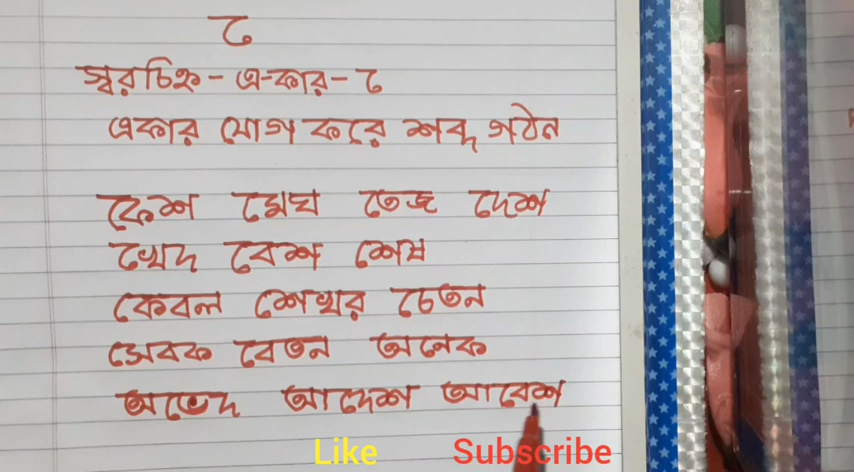 ে
স্বরচিহ্ন - এ-কার - ে
একার যোগ করে শব্দ গঠন
কেশ মেঘ তেজ দেশ
খেদ বেশ শেষ
কেবল শেখর চেতন
সেবক বেতন অনেক
অভেদ আদেশ আবেশ
Like Subscribe